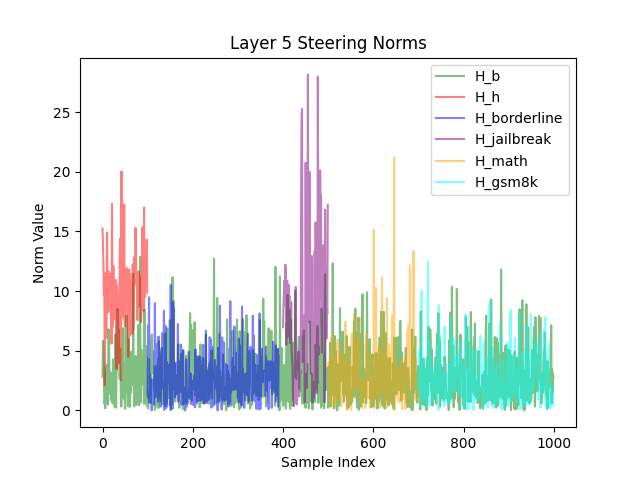 Layer 5 Steering Norms
H_b
H_h
H_borderline
H_jailbreak
H_math
H_gsm8k
Norm Value
25
20
15
10
5
0
0 200 400 600 800 1000
Sample Index